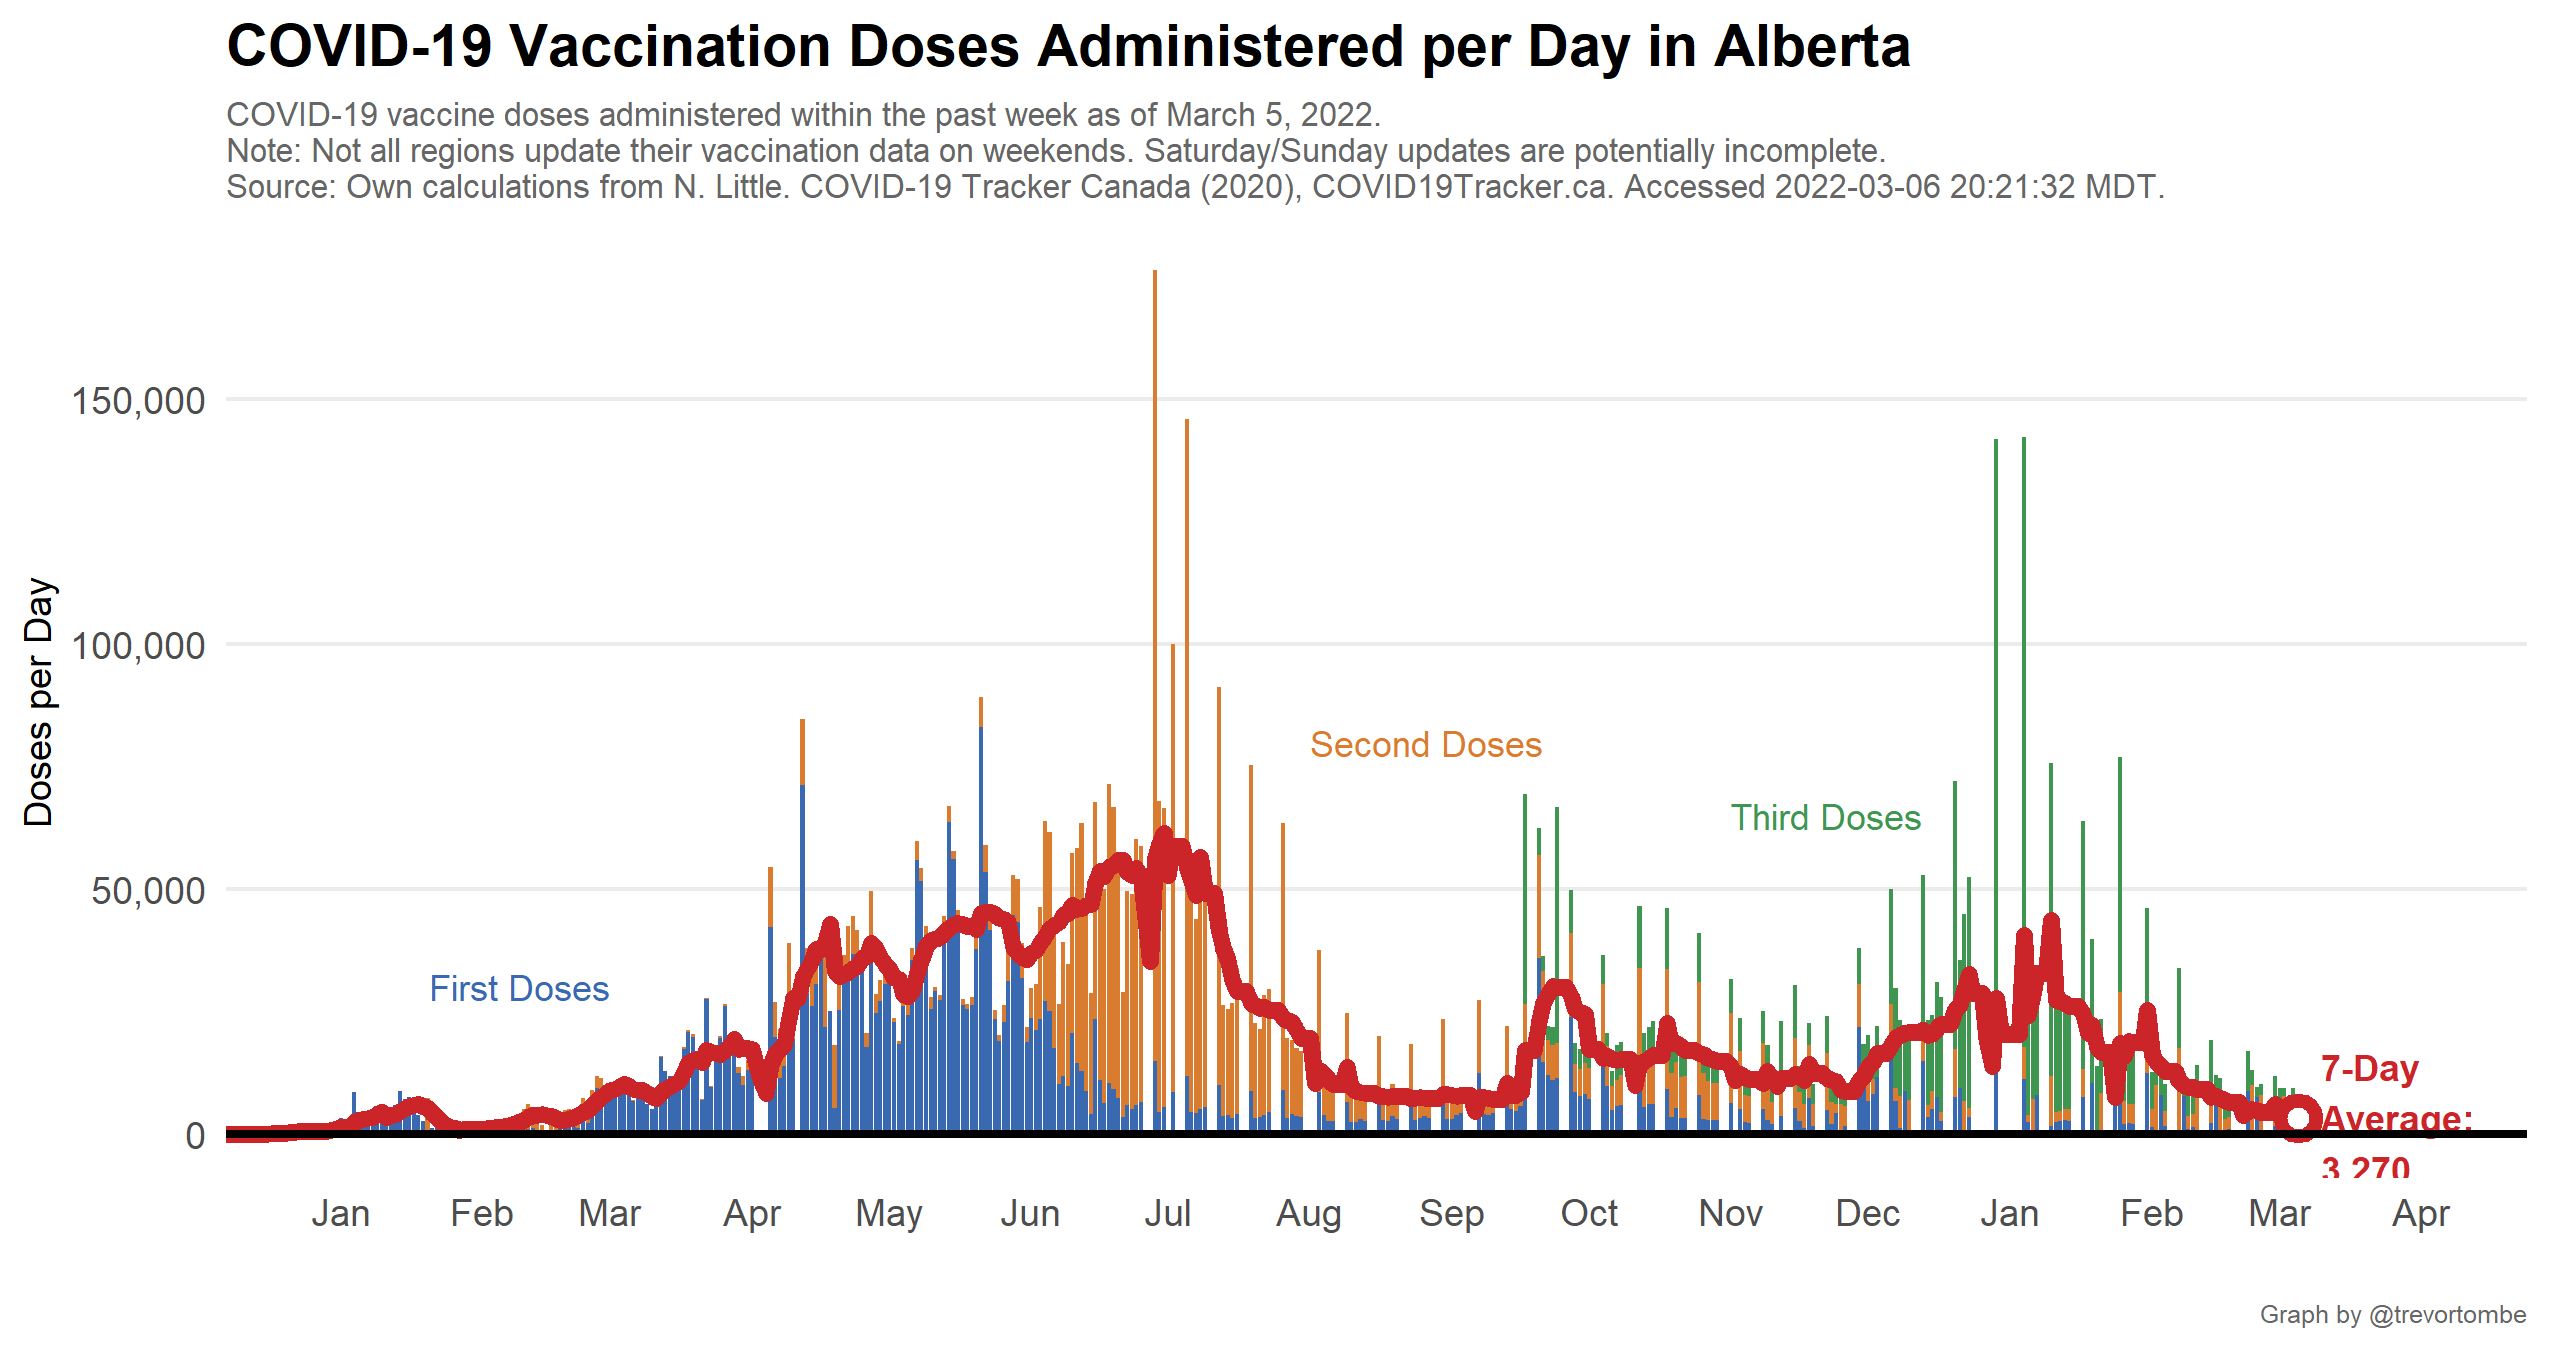 COVID-19 Vaccination Doses Administered per Day in Alberta
COVID-19 vaccine doses administered within the past week as of March 5, 2022.
Note: Not all regions update their vaccination data on weekends. Saturday/Sunday updates are potentially incomplete.
Source: Own calculations from N. Little. COVID-19 Tracker Canada (2020), COVID19Tracker.ca. Accessed 2022-03-06 20:21:32 MDT.
Doses per Day
150,000
100,000
50,000
0
First Doses
Second Doses
Third Doses
7-Day
Average:
3,270
Jan Feb Mar Apr May Jun Jul Aug Sep Oct Nov Dec Jan Feb Mar Apr
Graph by @trevortombe